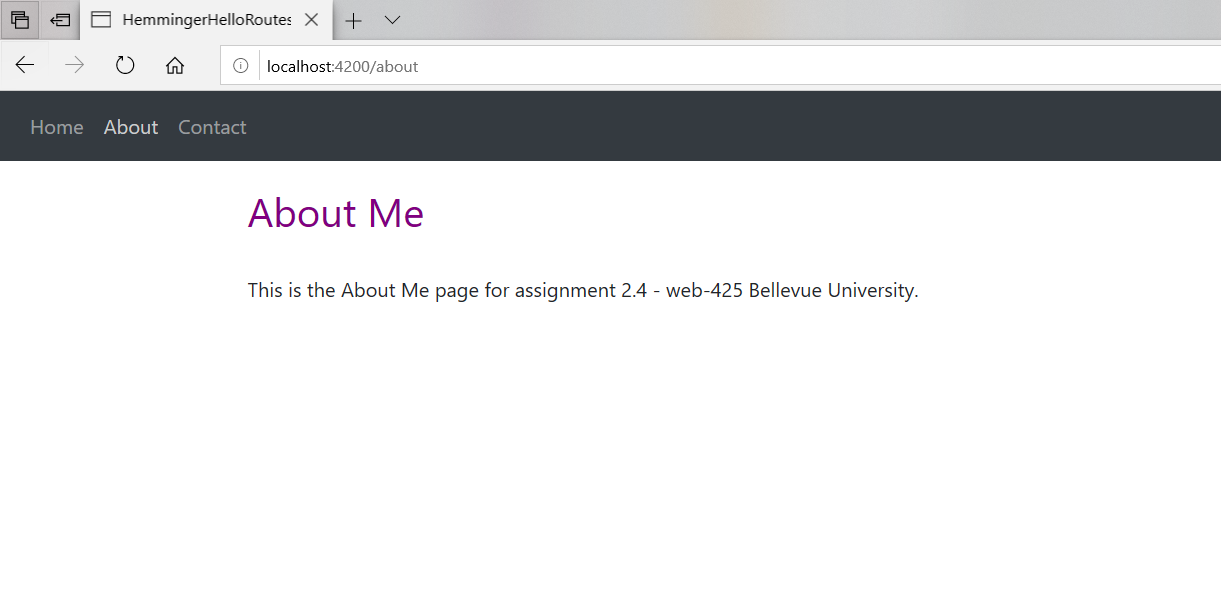 HemmingerHelloRoutes
localhost:4200/about
Home About Contact
About Me
This is the About Me page for assignment 2.4 - web-425 Bellevue University.